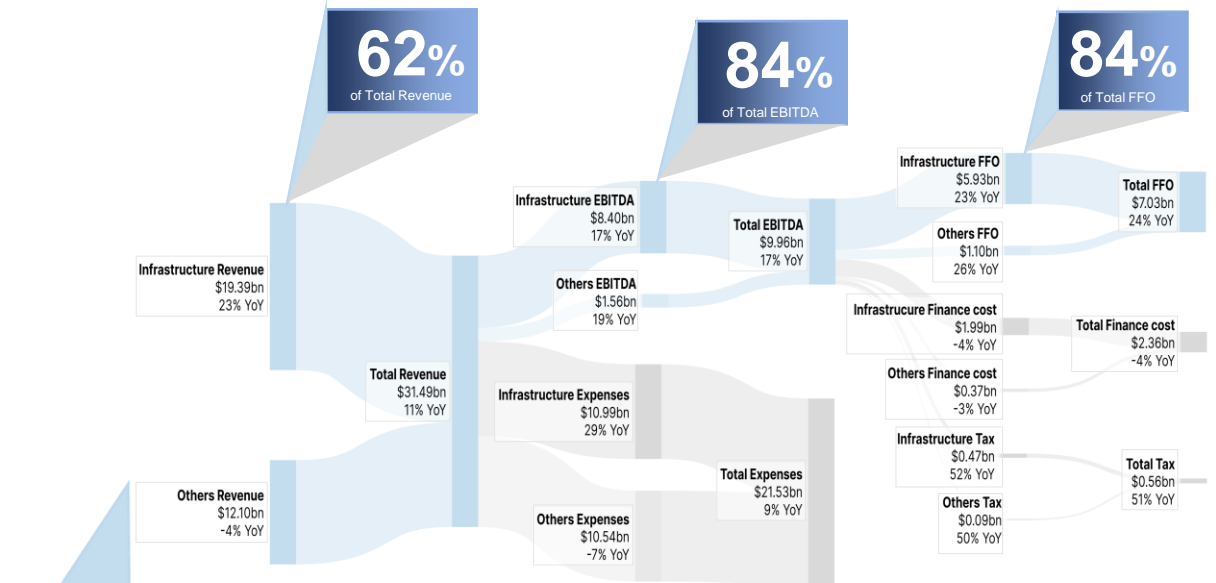 62%
of Total Revenue
84%
of Total EBITDA
84%
of Total FFO
Infrastructure Revenue
$19.39bn
23% YoY
Others Revenue
$12.10bn
-4% YoY
Total Revenue
$31.49bn
11% YoY
Infrastructure EBITDA
$8.40bn
17% YoY
Others EBITDA
$1.56bn
19% YoY
Infrastructure Expenses
$10.99bn
29% YoY
Others Expenses
$10.54bn
-7% YoY
Total EBITDA
$9.96bn
17% YoY
Total Expenses
$21.53bn
9% YoY
Infrastructure FFO
$5.93bn
23% YoY
Others FFO
$1.10bn
26% YoY
Infrastrucure Finance cost
$1.99bn
-4% YoY
Others Finance cost
$0.37bn
-3% YoY
Infrastructure Tax
$0.47bn
52% YoY
Others Tax
$0.09bn
50% YoY
Total FFO
$7.03bn
24% YoY
Total Finance cost
$2.36bn
-4% YoY
Total Tax
$0.56bn
51% YoY